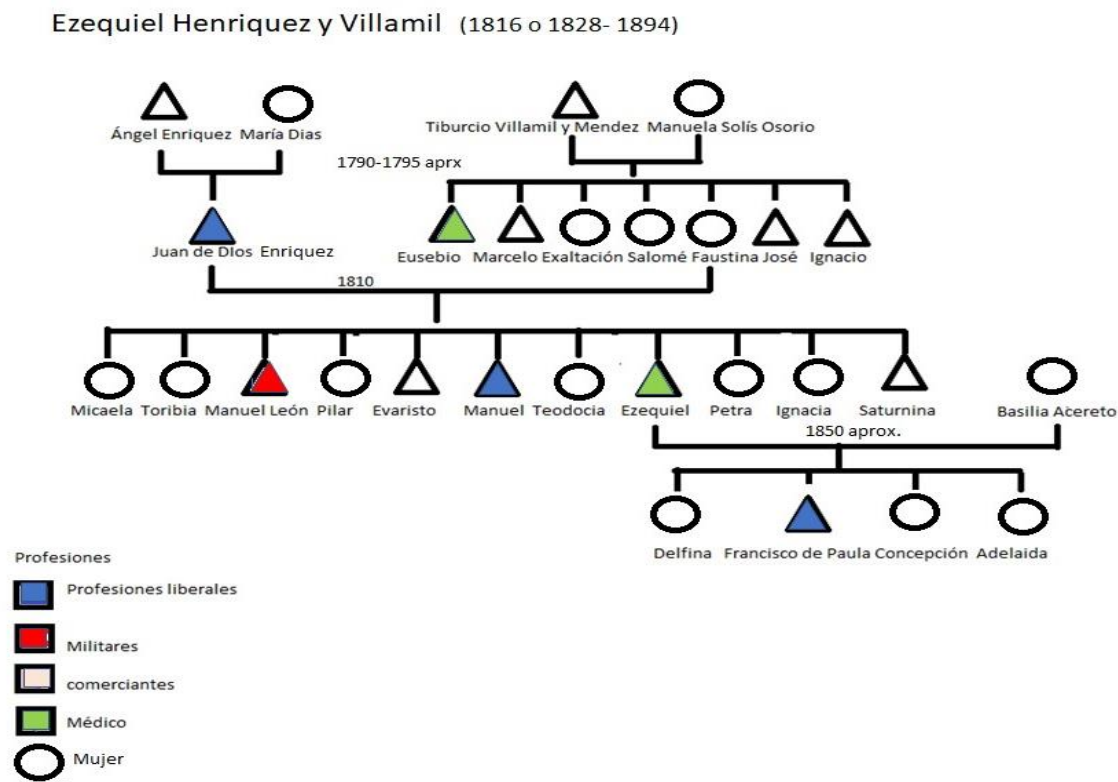 Ezequiel Henriquez y Villamil (1816 o 1828- 1894)
Ángel Enriquez María Dias
Tiburcio Villamil y Mendez Manuela Solís Osorio
1790-1795 aprx
Juan de DIos Enriquez
Eusebio Marcelo Exaltación Salomé Faustina José Ignacio
1810
Micaela Toribia Manuel León Pilar Evaristo Manuel Teodocia Ezequiel Petra Ignacia Saturnina Basilia Acereto
1850 aprox.
Delfina Francisco de Paula Concepción Adelaida
Profesiones
Profesiones liberales
Militares
comerciantes
Médico
Mujer